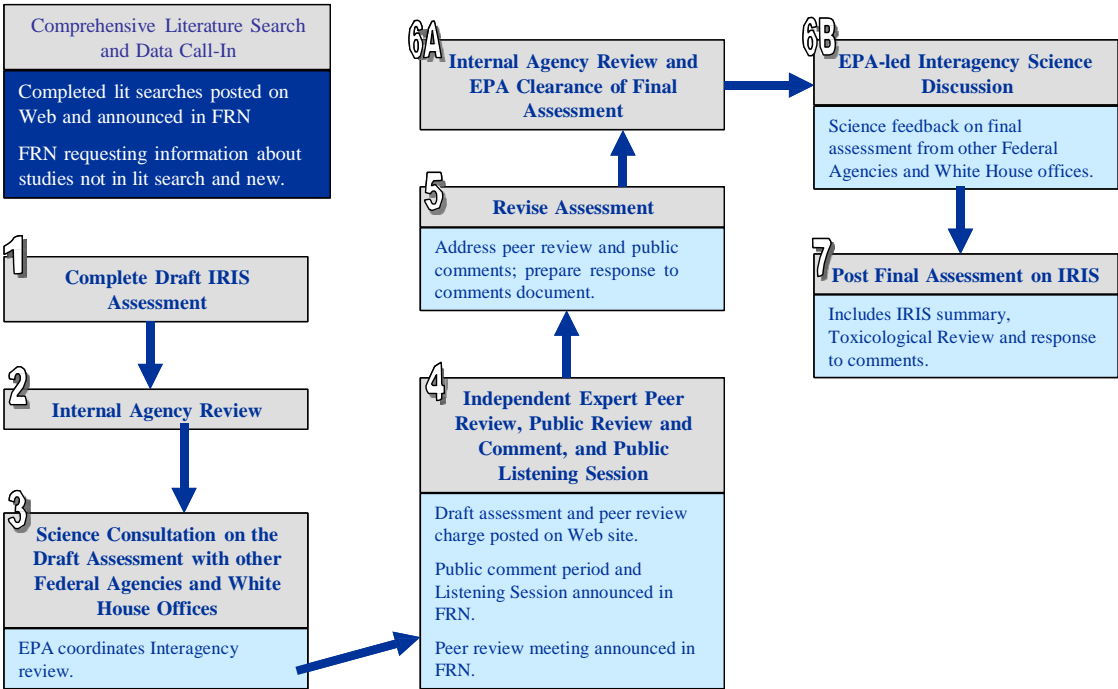 Comprehensive Literature Search
and Data Call-In
Completed lit searches posted on
Web and announced in FRN
FRN requesting information about
studies not in lit search and new.
1
Complete Draft IRIS
Assessment
2
Internal Agency Review
3
Science Consultation on the
Draft Assessment with other
Federal Agencies and White
House Offices
EPA coordinates Interagency
review.
4
Independent Expert Peer
Review, Public Review and
Comment, and Public
Listening Session
Draft assessment and peer review
charge posted on Web site.
Public comment period and
Listening Session announced in
FRN.
Peer review meeting announced in
FRN.
5
Revise Assessment
Address peer review and public
comments; prepare response to
comments document.
6A
Internal Agency Review and
EPA Clearance of Final
Assessment
6B
EPA-led Interagency Science
Discussion
Science feedback on final
assessment from other Federal
Agencies and White House offices.
7
Post Final Assessment on IRIS
Includes IRIS summary,
Toxicological Review and response
to comments.